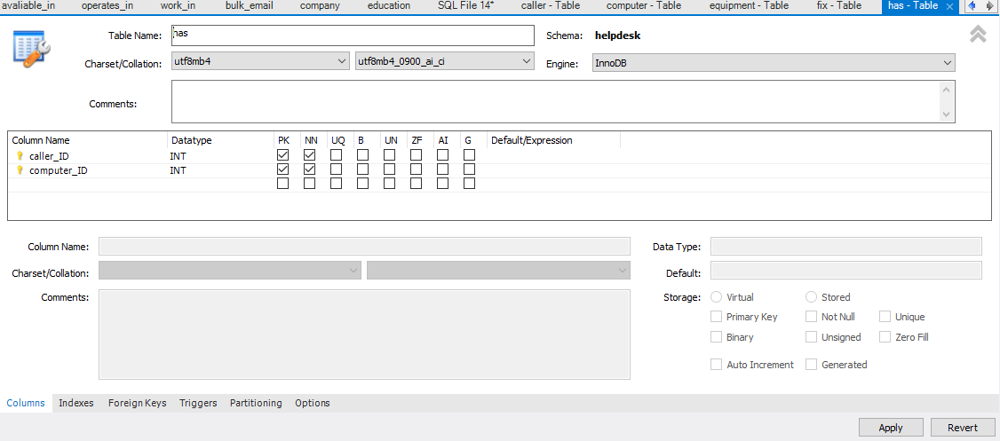 avaliable_in operates_in work_in bulk_email company education SQL File 14* caller - Table computer - Table equipment - Table fix - Table has - Table
Table Name: has Schema: helpdesk
Charset/Collation: utf8mb4 utf8mb4_0900_ai_ci Engine: InnoDB
Comments:
Column Name Datatype PK NN UQ B UN ZF AI G Default/Expression
caller_ID INT
computer_ID INT
Column Name: Data Type:
Charset/Collation: Default:
Comments: Storage: Virtual Stored
Primary Key Not Null Unique
Binary Unsigned Zero Fill
Auto Increment Generated
Columns Indexes Foreign Keys Triggers Partitioning Options
Apply Revert